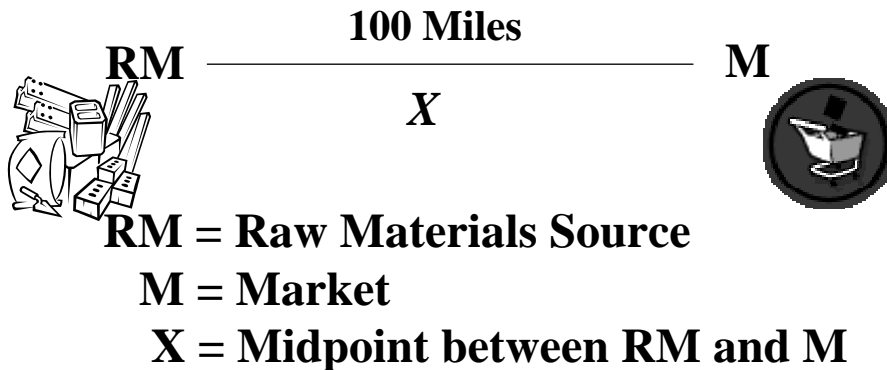 100 Miles
RM M
X
RM = Raw Materials Source
M = Market
X = Midpoint between RM and M